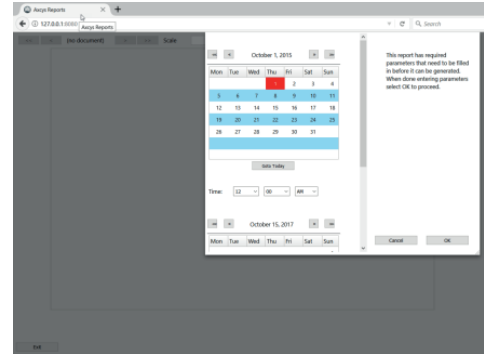 Axsys Reports
127.0.0.1:8080
Search
Axsys Reports
(no document)
Scale
October 1, 2015
Mon Tue Wed Thu Fri Sat Sun
1 2 3 4
5 6 7 8 9 10 11
12 13 14 15 16 17 18
19 20 21 22 23 24 25
26 27 28 29 30 31
Goto Today
Time: 12 00 AM
October 15, 2017
Mon Tue Wed Thu Fri Sat Sun
This report has required
parameters that need to be filled
in before it can be generated.
When done entering parameters
select OK to proceed.
Cancel OK
Exit